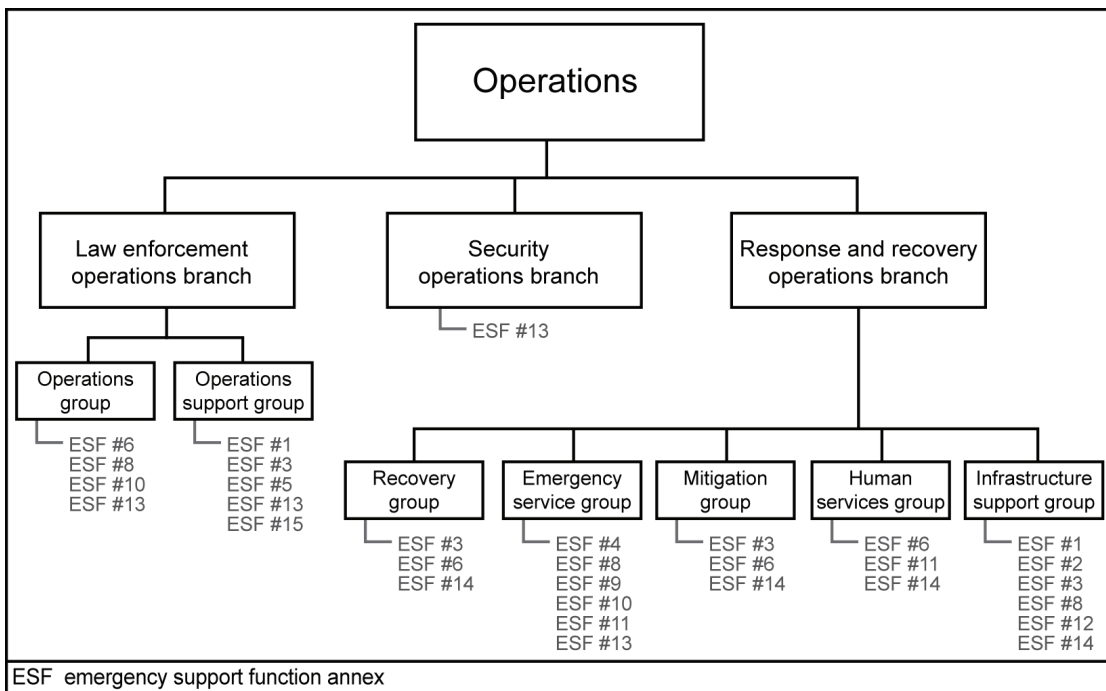 Operations
Law enforcement
operations branch
Security
operations branch
Response and recovery
operations branch
ESF #13
Operations
group
Operations
support group
ESF #6
ESF #8
ESF #10
ESF #13
ESF #1
ESF #3
ESF #5
ESF #13
ESF #15
Recovery
group
Emergency
service group
Mitigation
group
Human
services group
Infrastructure
support group
ESF #3
ESF #6
ESF #14
ESF #4
ESF #8
ESF #9
ESF #10
ESF #11
ESF #13
ESF #3
ESF #6
ESF #14
ESF #6
ESF #11
ESF #14
ESF #1
ESF #2
ESF #3
ESF #8
ESF #12
ESF #14
ESF emergency support function annex